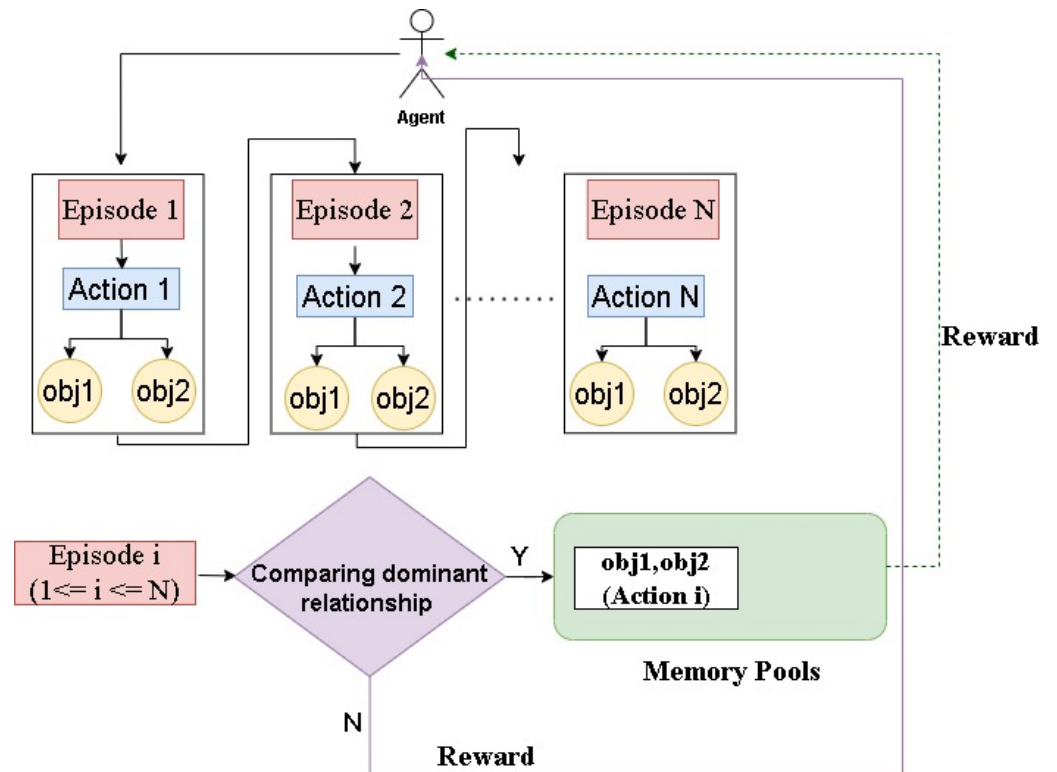 Agent
Episode 1
Episode 2
Episode N
Action 1
Action 2
Action N
obj1
obj2
obj1
obj2
obj1
obj2
Reward
Episode i
(1<= i <= N)
Comparing dominant
relationship
Y
obj1,obj2
(Action i)
Memory Pools
N
Reward